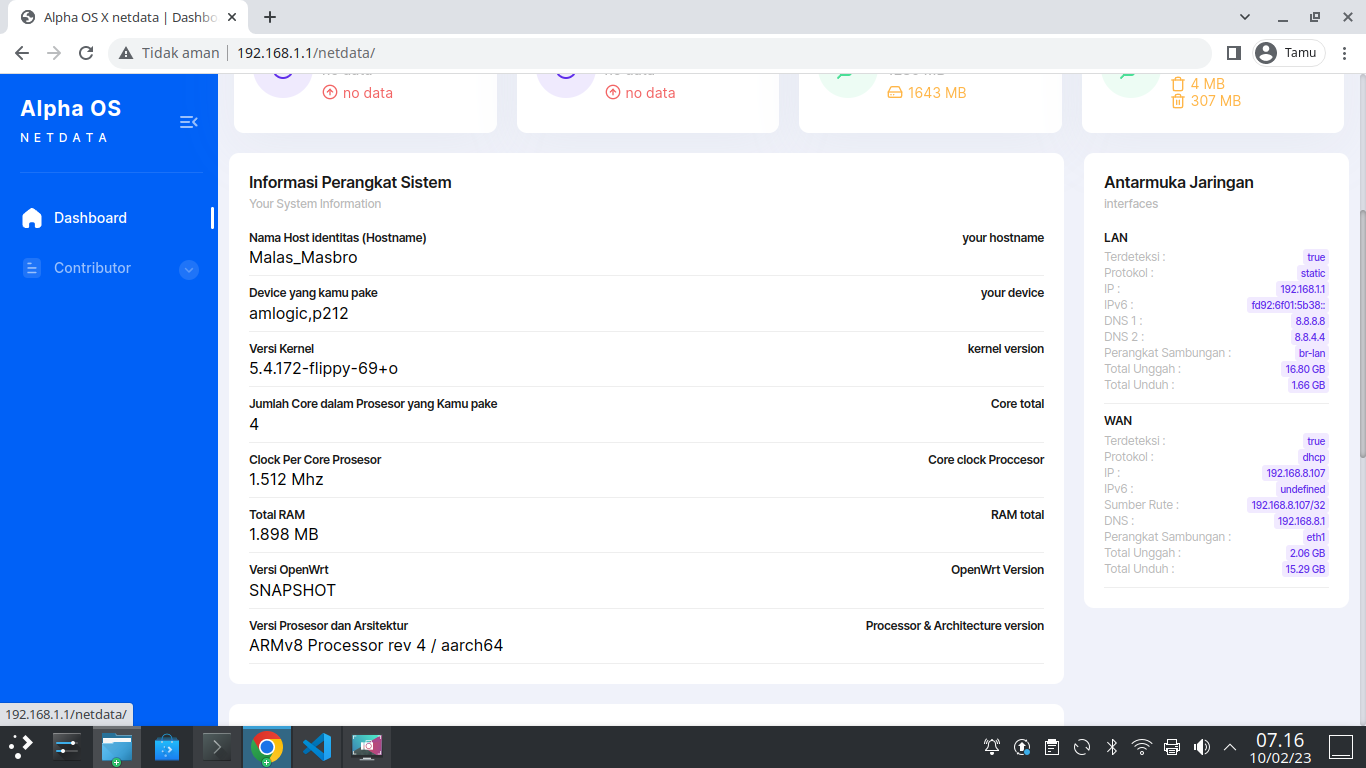 Alpha OS X netdata | Dashbo
Tidak aman
192.168.1.1/netdata/
Tamu
Alpha OS
NETDATA
Dashboard
Contributor
no data
no data
no data
no data
1643 MB
4 MB
307 MB
Informasi Perangkat Sistem
Your System Information
Nama Host identitas (Hostname)
your hostname
Malas_Masbro
Device yang kamu pake
your device
amlogic,p212
Versi Kernel
kernel version
5.4.172-flippy-69+o
Jumlah Core dalam Prosesor yang Kamu pake
Core total
4
Clock Per Core Prosesor
Core clock Proccesor
1.512 Mhz
Total RAM
RAM total
1.898 MB
Versi OpenWrt
OpenWrt Version
SNAPSHOT
Versi Prosesor dan Arsitektur
Processor & Architecture version
ARMv8 Processor rev 4 / aarch64
Antarmuka Jaringan
interfaces
LAN
Terdeteksi : true
Protokol : static
IP : 192.168.1.1
IPv6 : fd92:6f01:5b38::
DNS 1 : 8.8.8.8
DNS 2 : 8.8.4.4
Perangkat Sambungan : br-lan
Total Unggah : 16.80 GB
Total Unduh : 1.66 GB
WAN
Terdeteksi : true
Protokol : dhcp
IP : 192.168.8.107
IPv6 : undefined
Sumber Rute : 192.168.8.107/32
DNS : 192.168.8.1
Perangkat Sambungan : eth1
Total Unggah : 2.06 GB
Total Unduh : 15.29 GB
192.168.1.1/netdata/
07.16
10/02/23